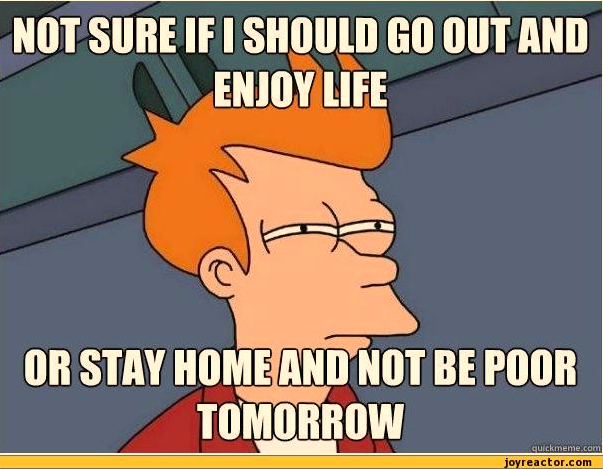 NOT SURE IF I SHOULD GO OUT AND
ENJOY LIFE
OR STAY HOME AND NOT BE POOR
TOMORROW
quickmeme.com
joyreactor.com